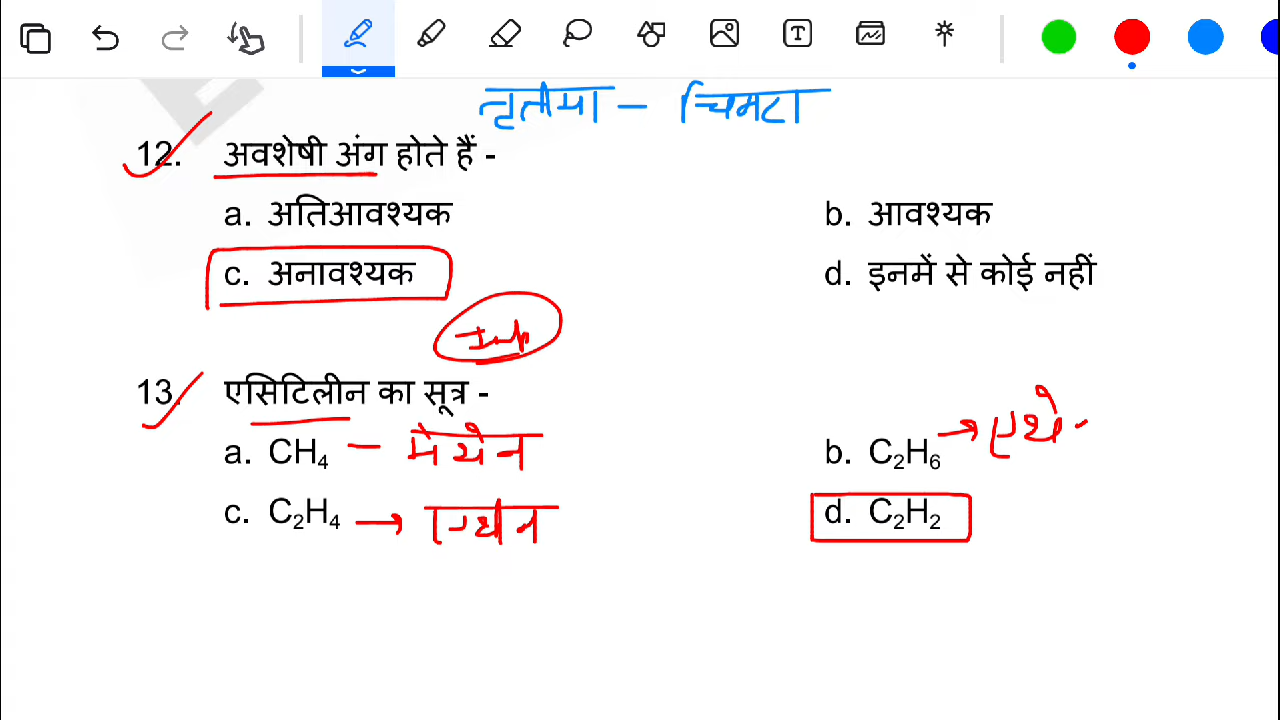 तृतीया – चिमटा
12. अवशेषी अंग होते हैं -
a. अतिआवश्यक b. आवश्यक
c. अनावश्यक d. इनमें से कोई नहीं
Imp
13. एसिटिलीन का सूत्र -
a. CH₄ – मेथेन b. C₂H₆ → एथे
c. C₂H₄ → एथीन d. C₂H₂